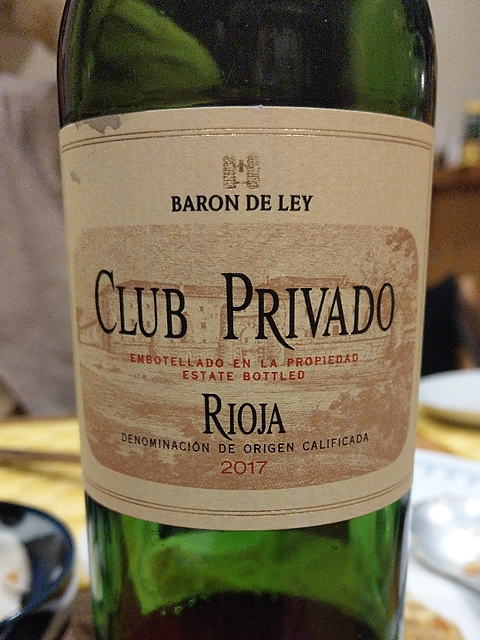 BARON DE LEY
CLUB PRIVADO
EMBOTELLADO EN LA PROPIEDAD
ESTATE BOTTLED
RIOJA
DENOMINACIÓN DE ORIGEN CALIFICADA
2017